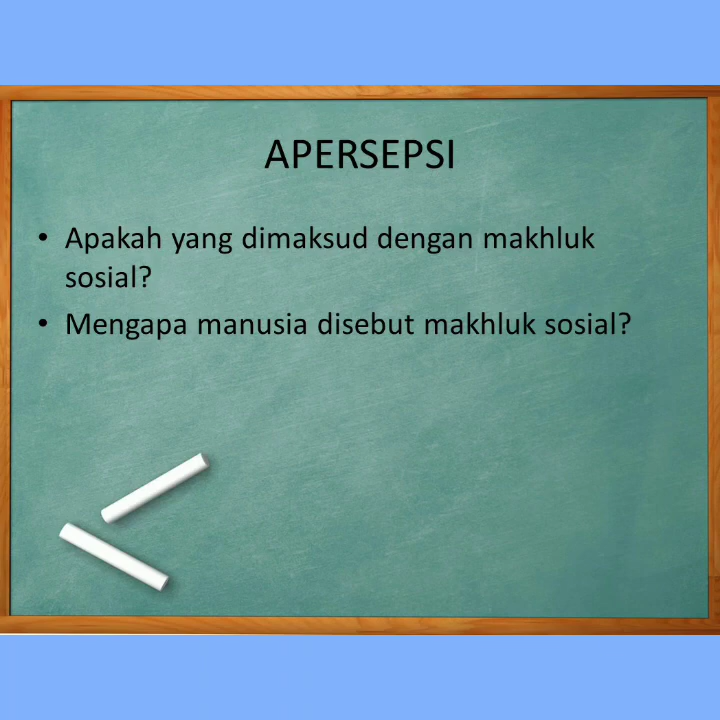 APERSEPSI
• Apakah yang dimaksud dengan makhluk
sosial?
• Mengapa manusia disebut makhluk sosial?